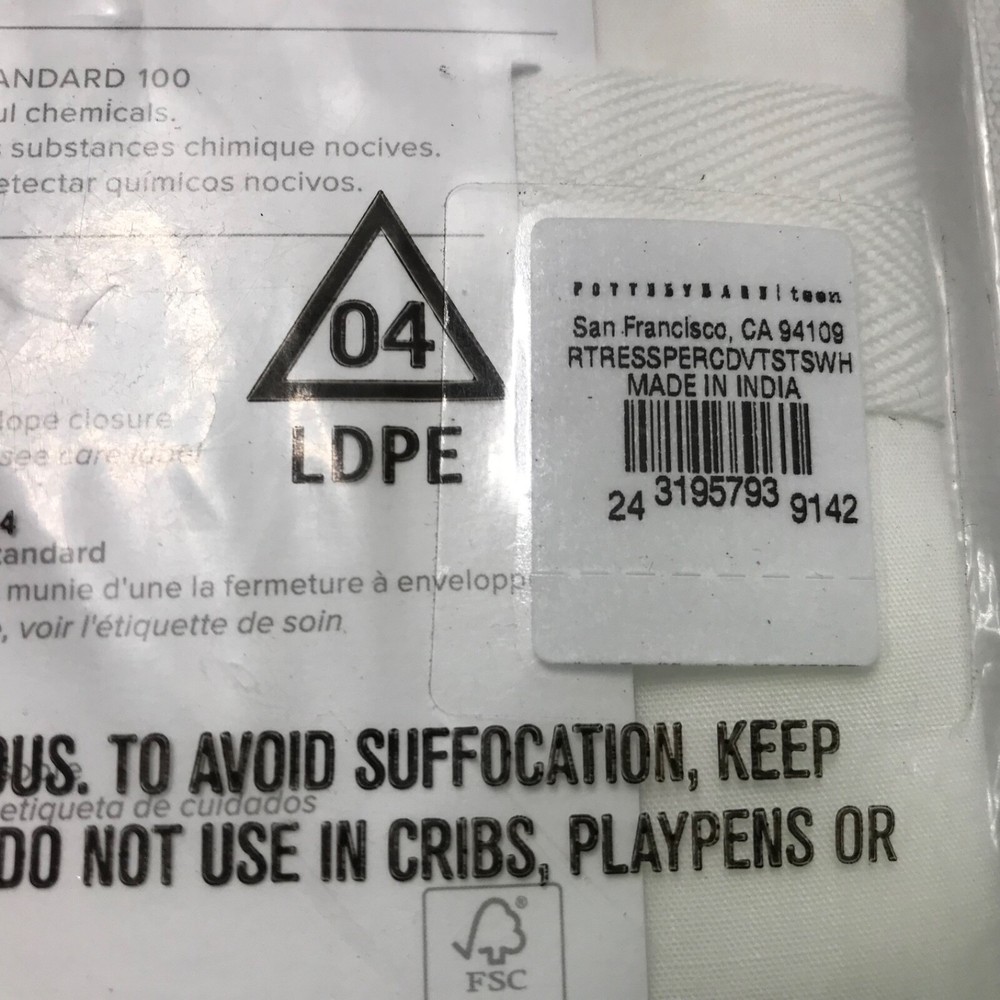 ANDARD 100
ul chemicals.
substances chimique nocives.
etectar químicos nocivos.
04
LDPE
POTTERYBARN | teen
San Francisco, CA 94109
RTRESSPERCDVTSTSWH
MADE IN INDIA
24 3195793 9142
lope closure
see care label
4
tandard
munie d'une la fermeture à envelopp
, voir l'étiquette de soin.
OUS. TO AVOID SUFFOCATION, KEEP
etiqueta de cuidados
DO NOT USE IN CRIBS, PLAYPENS OR
FSC